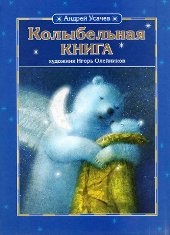 Андрей Усачев
Колыбельная
КНИГА
художник Игорь Олейников